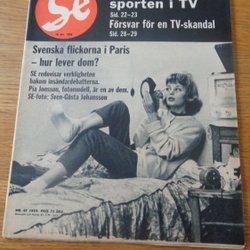 Se
sporten i TV
Sid. 22–23
Försvar för en TV-skandal
Sid. 28–29
Svenska flickorna i Paris
– hur lever dom?
SE redovisar verkligheten
bakom insändardebatterna.
Pia Jonsson, fotomodell, är en av dem.
SE-foto: Sven-Gösta Johansson